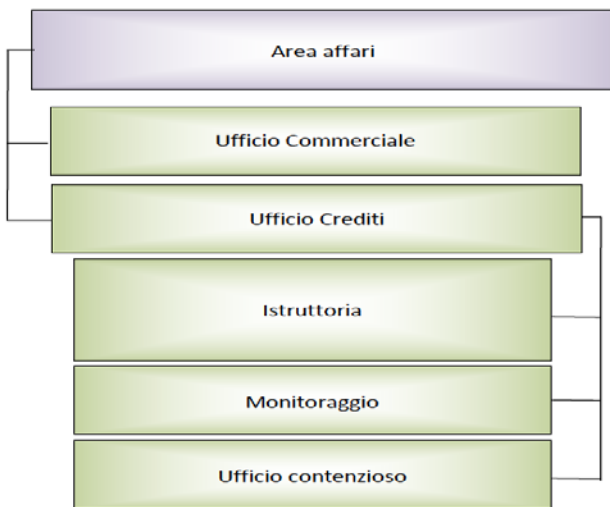 Area affari
Ufficio Commerciale
Ufficio Crediti
Istruttoria
Monitoraggio
Ufficio contenzioso